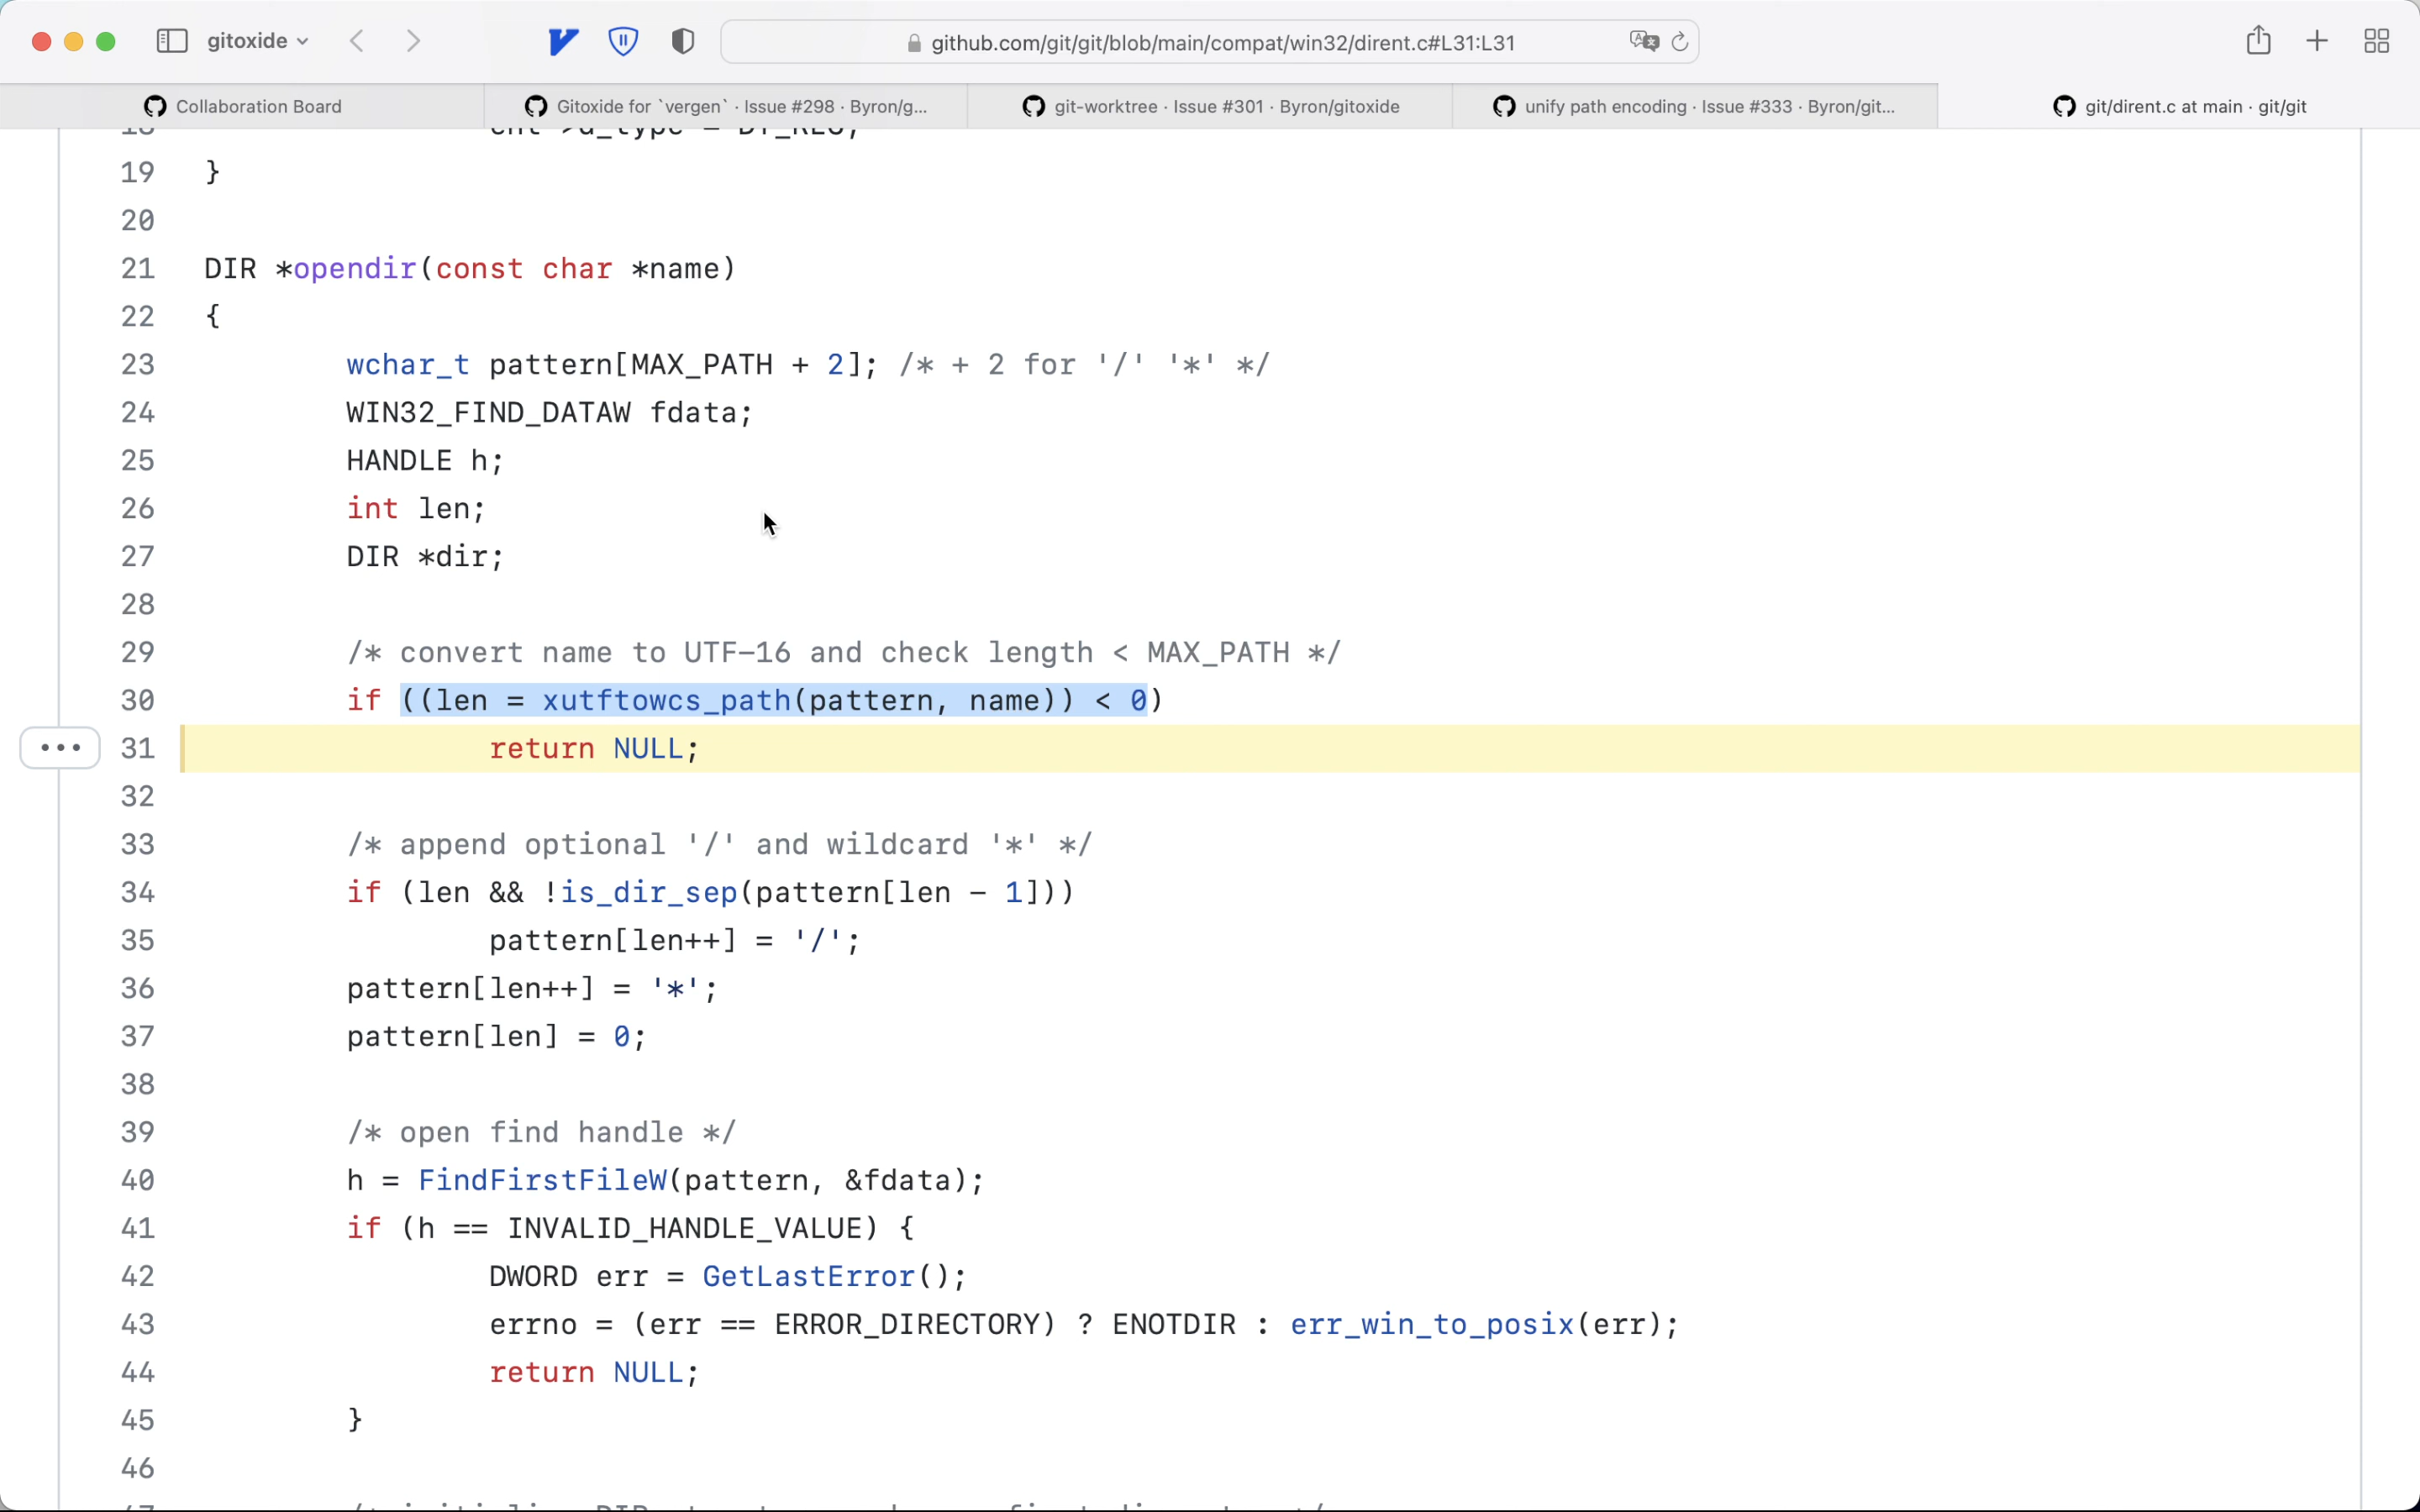 gitoxide
github.com/git/git/blob/main/compat/win32/dirent.c#L31:L31
Collaboration Board
Gitoxide for `vergen` · Issue #298 · Byron/g...
git-worktree · Issue #301 · Byron/gitoxide
unify path encoding · Issue #333 · Byron/git...
git/dirent.c at main · git/git
19 }
20
21 DIR *opendir(const char *name)
22 {
23 wchar_t pattern[MAX_PATH + 2]; /* + 2 for '/' '*' */
24 WIN32_FIND_DATAW fdata;
25 HANDLE h;
26 int len;
27 DIR *dir;
28
29 /* convert name to UTF-16 and check length < MAX_PATH */
30 if ((len = xutftowcs_path(pattern, name)) < 0)
31 return NULL;
32
33 /* append optional '/' and wildcard '*' */
34 if (len && !is_dir_sep(pattern[len - 1]))
35 pattern[len++] = '/';
36 pattern[len++] = '*';
37 pattern[len] = 0;
38
39 /* open find handle */
40 h = FindFirstFileW(pattern, &fdata);
41 if (h == INVALID_HANDLE_VALUE) {
42 DWORD err = GetLastError();
43 errno = (err == ERROR_DIRECTORY) ? ENOTDIR : err_win_to_posix(err);
44 return NULL;
45 }
46